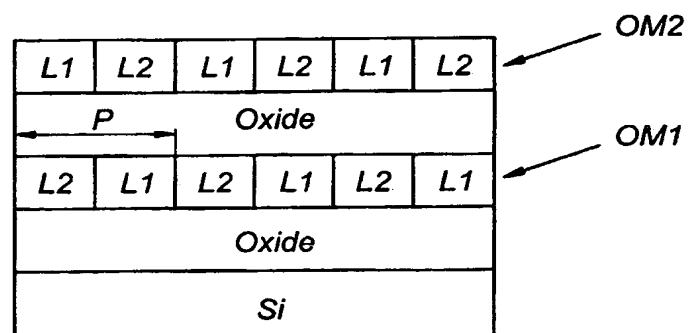 OM2
L1 L2 L1 L2 L1 L2
P Oxide
OM1
L2 L1 L2 L1 L2 L1
Oxide
Si